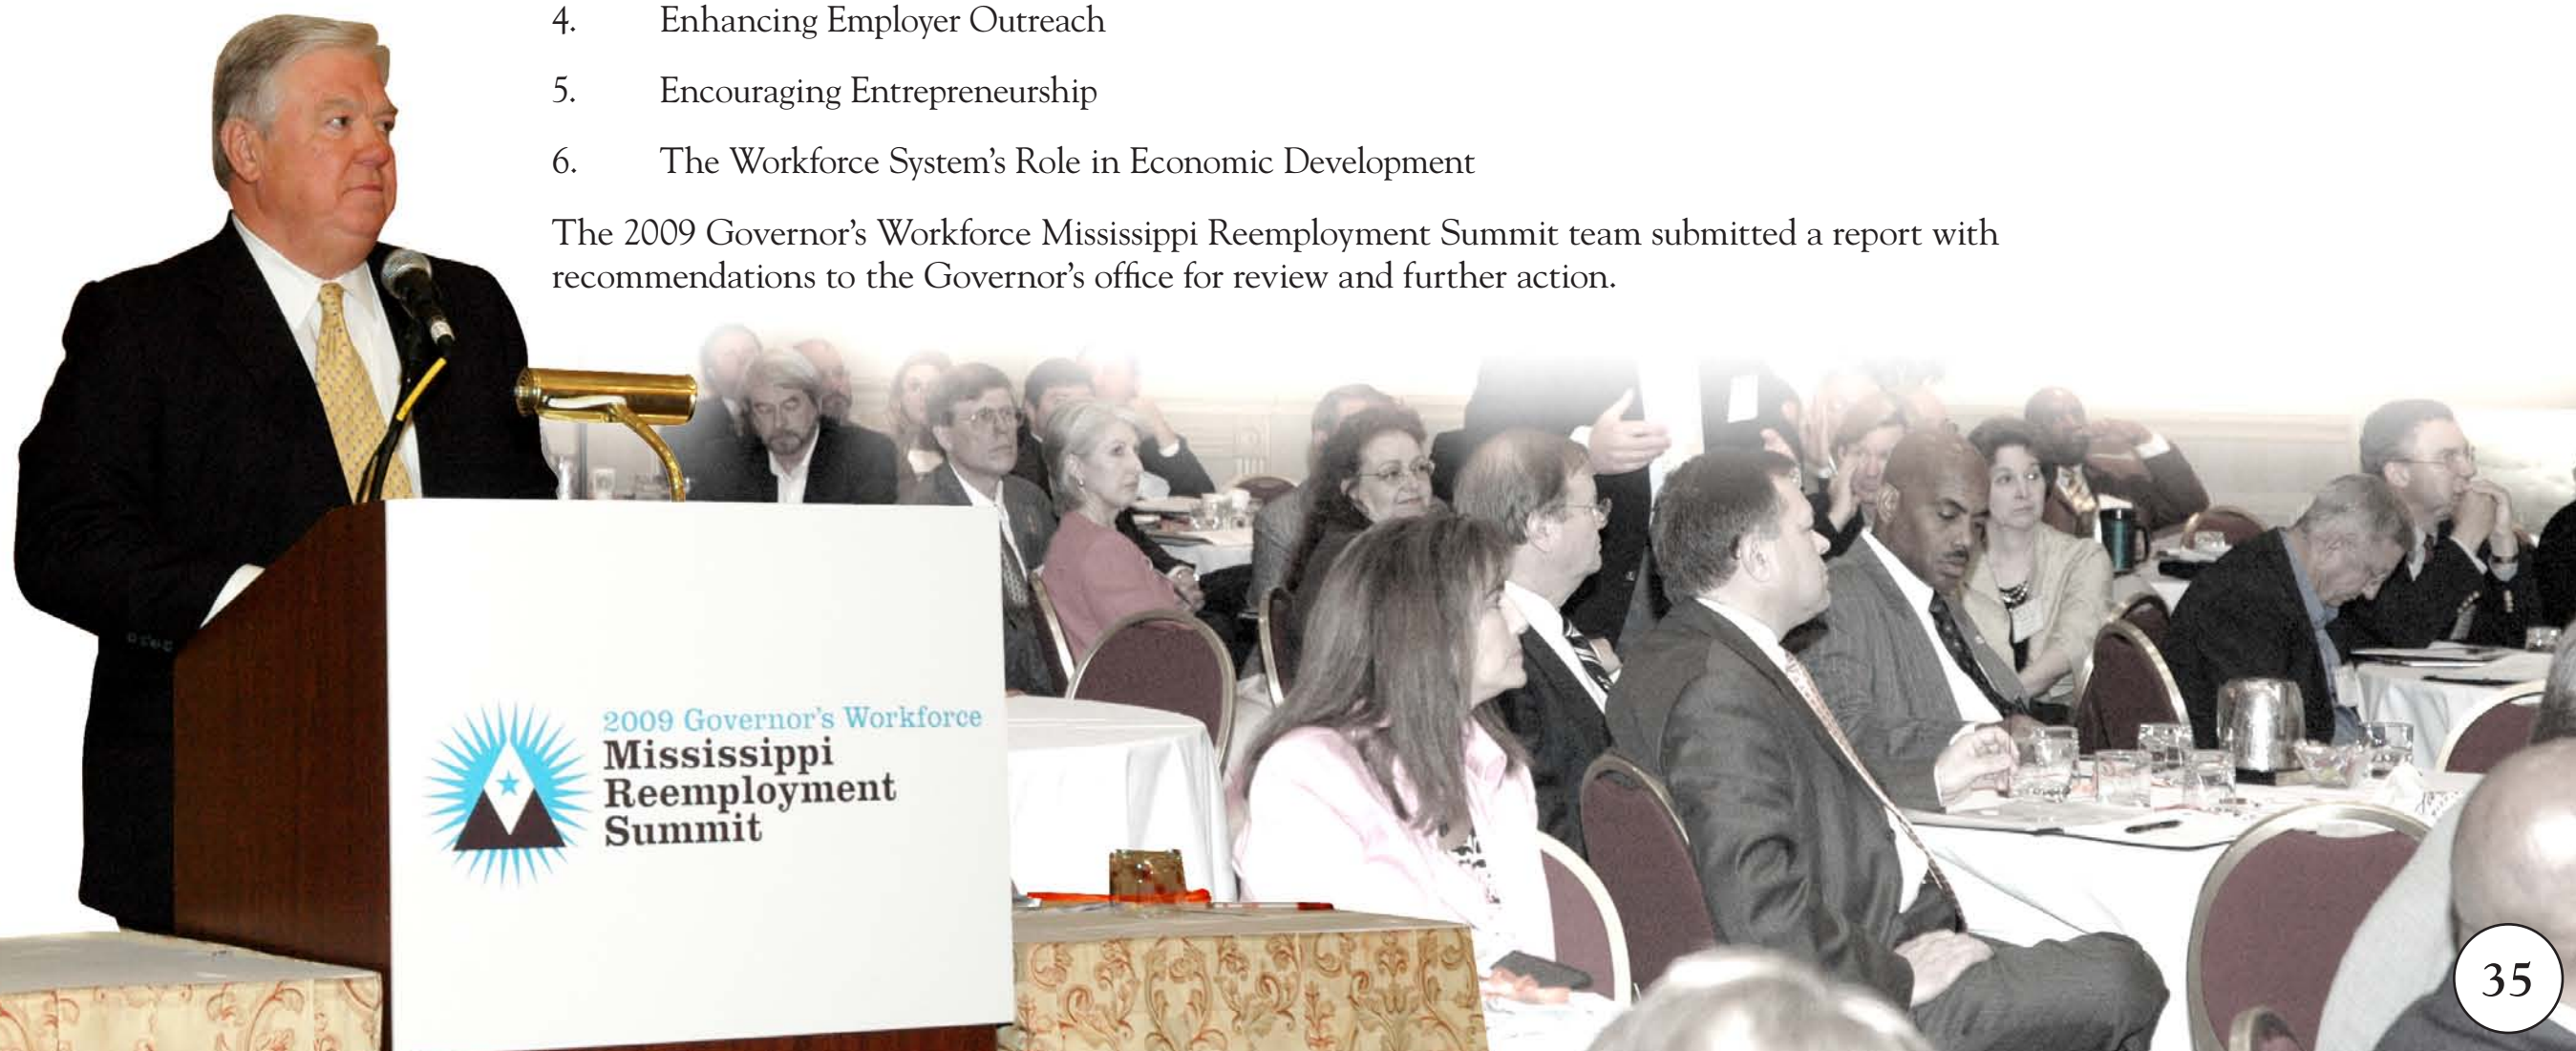 4. Enhancing Employer Outreach
5. Encouraging Entrepreneurship
6. The Workforce System's Role in Economic Development
The 2009 Governor's Workforce Mississippi Reemployment Summit team submitted a report with
recommendations to the Governor's office for review and further action.
2009 Governor's Workforce
Mississippi
Reemployment
Summit
35